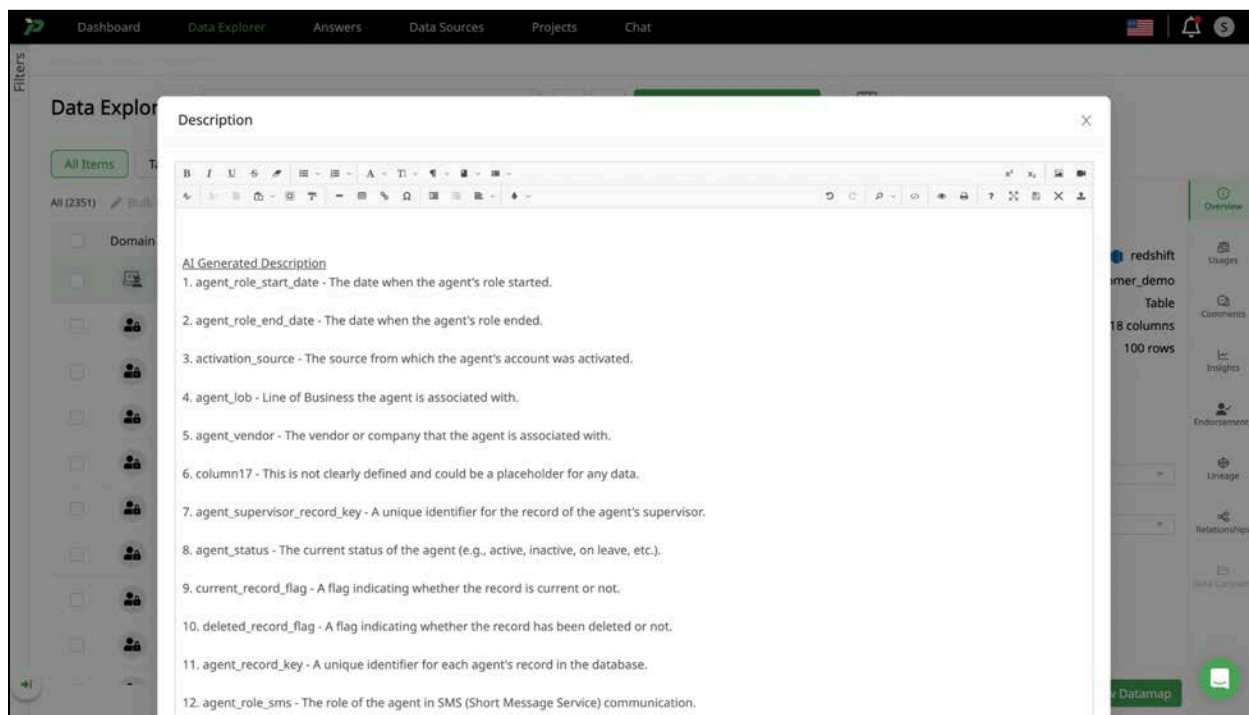 Dashboard
Data Explorer
Answers
Data Sources
Projects
Chat
S
Filters
Data Explor
Description
X
All Items
All (2351)
Bulk
Domain
AI Generated Description
1. agent_role_start_date - The date when the agent's role started.
2. agent_role_end_date - The date when the agent's role ended.
3. activation_source - The source from which the agent's account was activated.
4. agent_lob - Line of Business the agent is associated with.
5. agent_vendor - The vendor or company that the agent is associated with.
6. column17 - This is not clearly defined and could be a placeholder for any data.
7. agent_supervisor_record_key - A unique identifier for the record of the agent's supervisor.
8. agent_status - The current status of the agent (e.g., active, inactive, on leave, etc.).
9. current_record_flag - A flag indicating whether the record is current or not.
10. deleted_record_flag - A flag indicating whether the record has been deleted or not.
11. agent_record_key - A unique identifier for each agent's record in the database.
12. agent_role_sms - The role of the agent in SMS (Short Message Service) communication.
redshift
omer_demo
Table
18 columns
100 rows
Overview
Usages
Comments
Insights
Endorsement
Lineage
Relationships
w Datamap